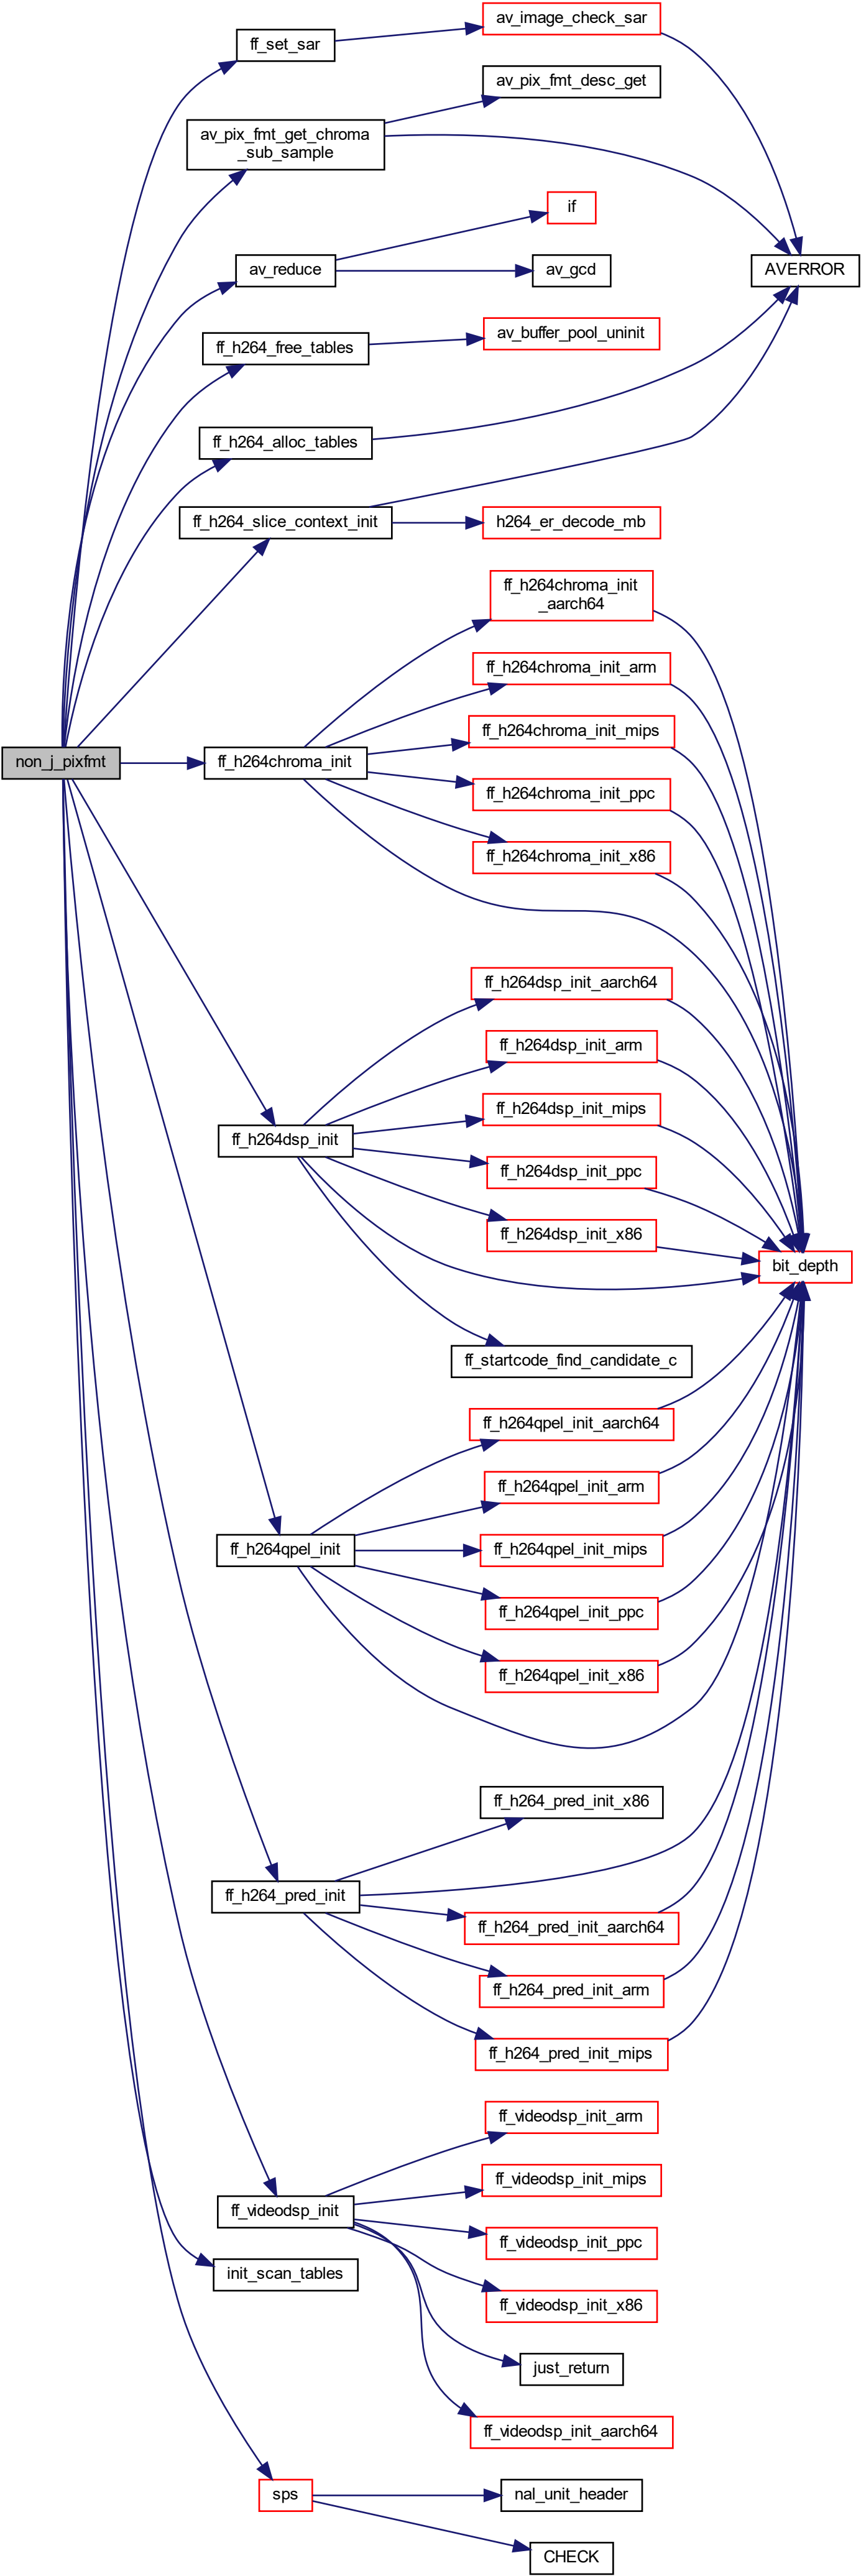 av_image_check_sar
ff_set_sar
av_pix_fmt_desc_get
av_pix_fmt_get_chroma
_sub_sample
if
av_reduce
av_gcd
AVERROR
av_buffer_pool_uninit
ff_h264_free_tables
ff_h264_alloc_tables
ff_h264_slice_context_init
h264_er_decode_mb
ff_h264chroma_init
_aarch64
ff_h264chroma_init_arm
ff_h264chroma_init_mips
non_j_pixfmt
ff_h264chroma_init
ff_h264chroma_init_ppc
ff_h264chroma_init_x86
ff_h264dsp_init_aarch64
ff_h264dsp_init_arm
ff_h264dsp_init_mips
ff_h264dsp_init
ff_h264dsp_init_ppc
ff_h264dsp_init_x86
bit_depth
ff_startcode_find_candidate_c
ff_h264qpel_init_aarch64
ff_h264qpel_init_arm
ff_h264qpel_init
ff_h264qpel_init_mips
ff_h264qpel_init_ppc
ff_h264qpel_init_x86
ff_h264_pred_init_x86
ff_h264_pred_init
ff_h264_pred_init_aarch64
ff_h264_pred_init_arm
ff_h264_pred_init_mips
ff_videodsp_init_arm
ff_videodsp_init_mips
ff_videodsp_init
ff_videodsp_init_ppc
init_scan_tables
ff_videodsp_init_x86
just_return
ff_videodsp_init_aarch64
sps
nal_unit_header
CHECK